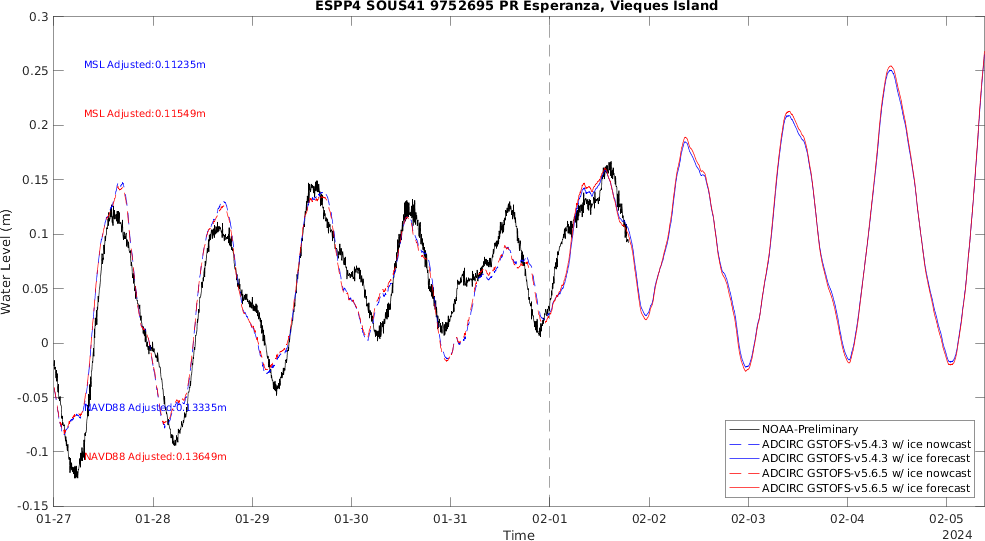 ESPP4 SOUS41 9752695 PR Esperanza, Vieques Island
0.3
0.25
0.2
0.15
0.1
0.05
0
-0.05
-0.1
-0.15
Water Level (m)
MSL Adjusted:0.11235m
MSL Adjusted:0.11549m
NAVD88 Adjusted:0.13335m
NAVD88 Adjusted:0.13649m
NOAA-Preliminary
ADCIRC GSTOFS-v5.4.3 w/ ice nowcast
ADCIRC GSTOFS-v5.4.3 w/ ice forecast
ADCIRC GSTOFS-v5.6.5 w/ ice nowcast
ADCIRC GSTOFS-v5.6.5 w/ ice forecast
01-27 01-28 01-29 01-30 01-31 02-01 02-02 02-03 02-04 02-05
Time
2024